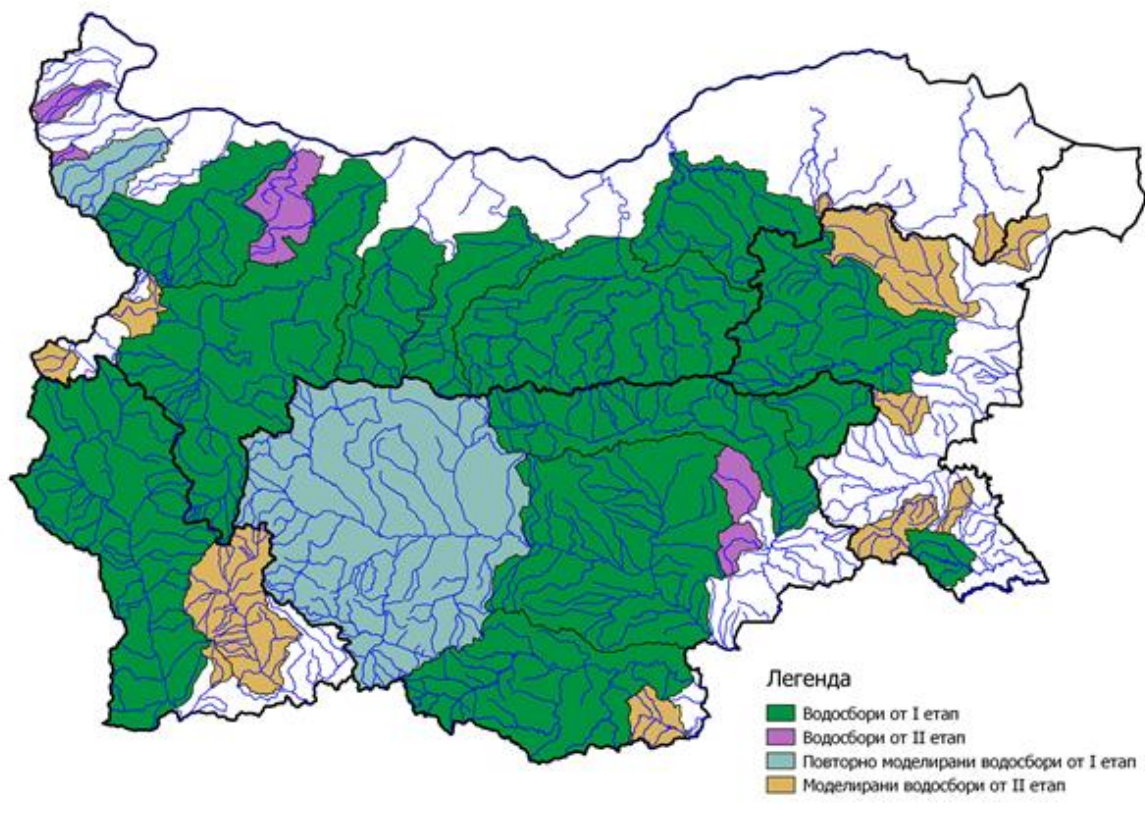 Легенда
Водосбори от I етап
Водосбори от II етап
Повторно моделирани водосбори от I етап
Моделирани водосбори от II етап